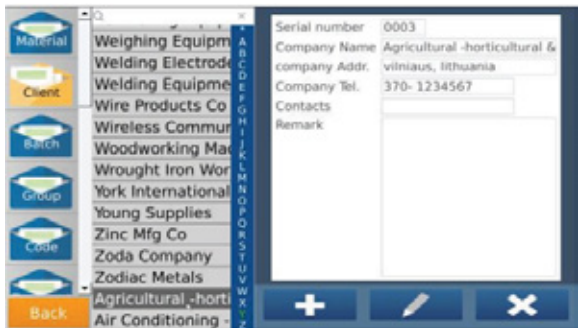 Material
Client
Batch
Group
Code
Back
Weighing Equipm
Welding Electrode
Welding Equipme
Wire Products Co
Wireless Commur
Woodworking Mac
Wrought Iron Wor
York International
Young Supplies
Zinc Mfg Co
Zoda Company
Zodiac Metals
Agricultural -horti
Air Conditioning -
A
B
C
D
E
F
G
H
I
J
K
L
M
N
O
P
Q
R
S
T
U
V
W
X
Y
Z
Serial number 0003
Company Name Agricultural -horticultural &
company Addr. vilniaus, lithuania
Company Tel. 370- 1234567
Contacts
Remark